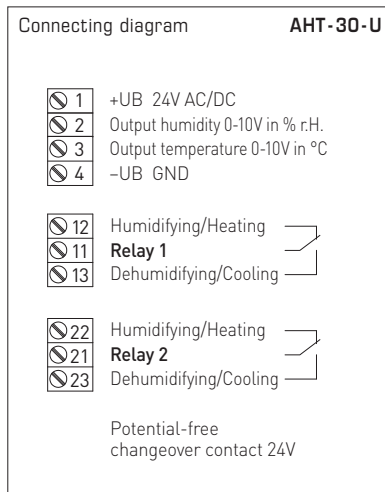 Connecting diagram AHT-30-U
1 +UB 24V AC/DC
2 Output humidity 0-10V in % r.H.
3 Output temperature 0-10V in °C
4 –UB GND
12 Humidifying/Heating
11 Relay 1
13 Dehumidifying/Cooling
22 Humidifying/Heating
21 Relay 2
23 Dehumidifying/Cooling
Potential-free
changeover contact 24V